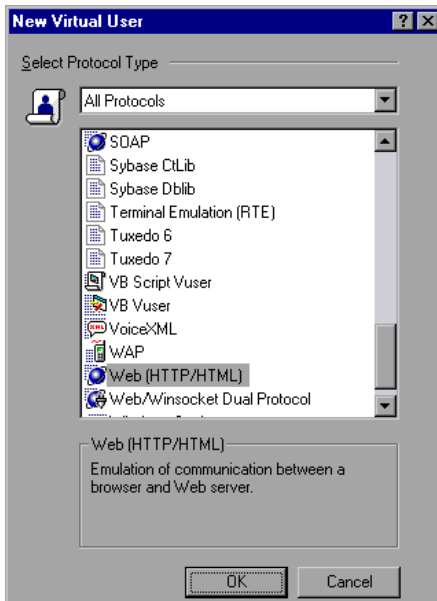 New Virtual User
Select Protocol Type
All Protocols
SOAP
Sybase CtLib
Sybase Dblib
Terminal Emulation (RTE)
Tuxedo 6
Tuxedo 7
VB Script Vuser
VB Vuser
VoiceXML
WAP
Web (HTTP/HTML)
Web/Winsocket Dual Protocol
Web (HTTP/HTML)
Emulation of communication between a
browser and Web server.
OK
Cancel